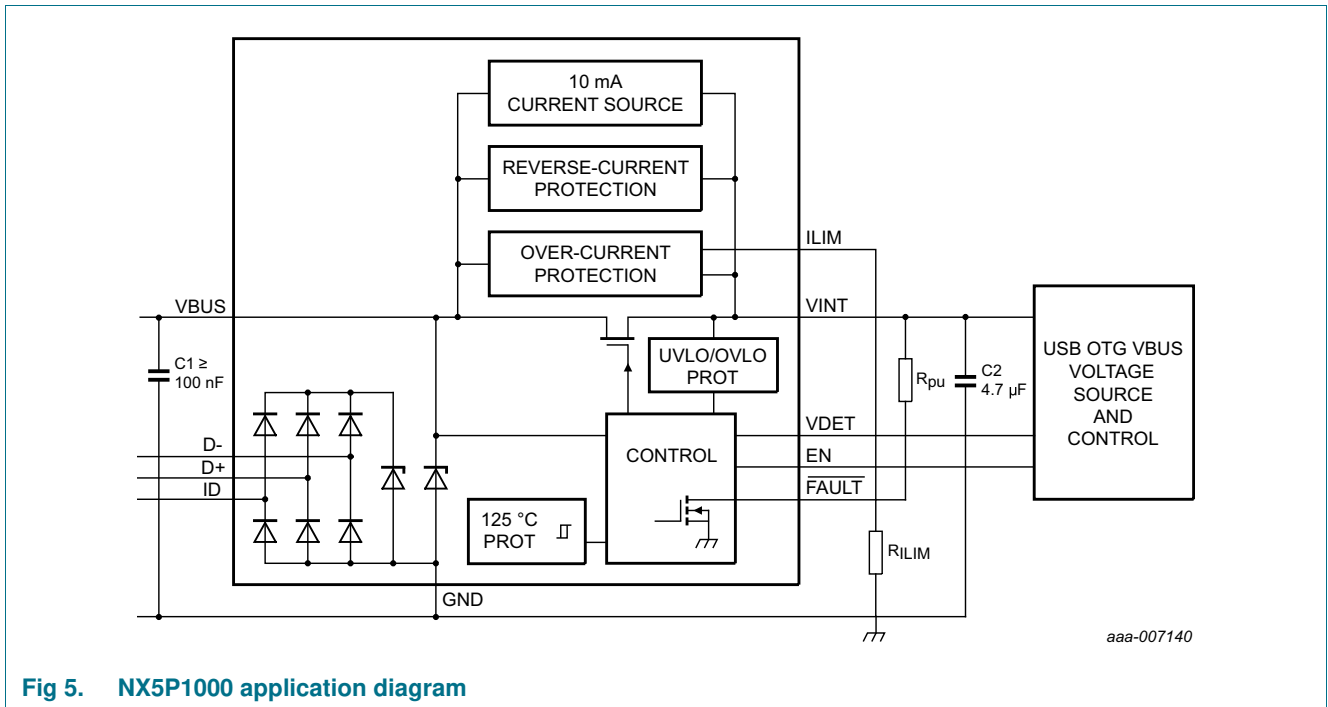 10 mA
CURRENT SOURCE
REVERSE-CURRENT
PROTECTION
OVER-CURRENT
PROTECTION
ILIM
VBUS
VINT
C1 ≥
100 nF
UVLO/OVLO
PROT
Rpu
C2
4.7 µF
USB OTG VBUS
VOLTAGE
SOURCE
AND
CONTROL
D-
D+
ID
CONTROL
VDET
EN
FAULT
125 °C
PROT
RILIM
GND
aaa-007140
Fig 5. NX5P1000 application diagram